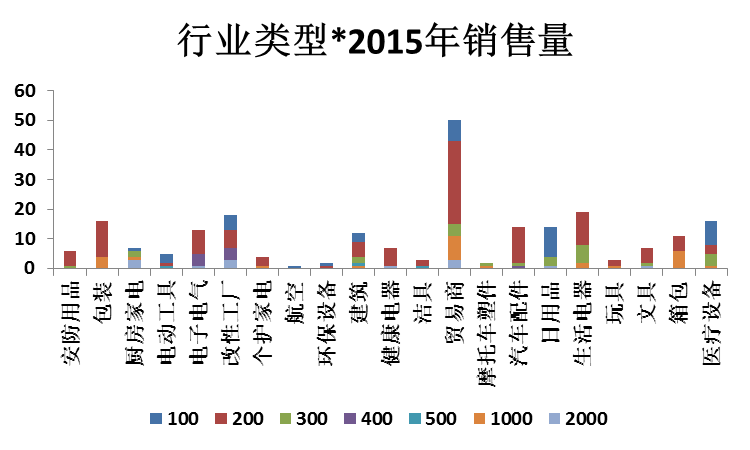 行业类型*2015年销售量
60
50
40
30
20
10
0
安防用品
包装
厨房家电
电动工具
电子电气
改性工厂
个护家电
航空
环保设备
建筑
健康电器
洁具
贸易商
摩托车塑件
汽车配件
日用品
生活电器
玩具
文具
箱包
医疗设备
100 200 300 400 500 1000 2000